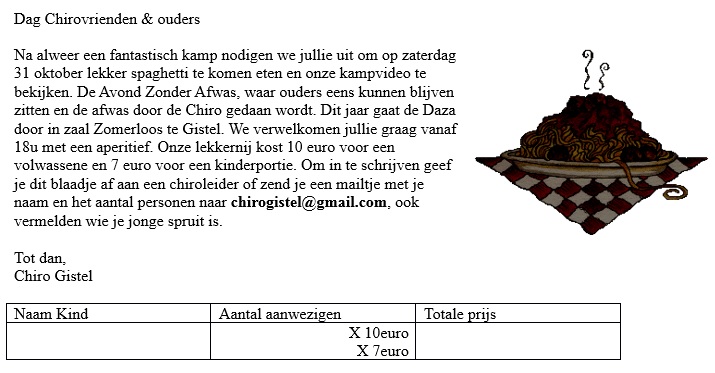 Dag Chirovrienden & ouders
Na alweer een fantastisch kamp nodigen we jullie uit om op zaterdag
31 oktober lekker spaghetti te komen eten en onze kampvideo te
bekijken. De Avond Zonder Afwas, waar ouders eens kunnen blijven
zitten en de afwas door de Chiro gedaan wordt. Dit jaar gaat de Daza
door in zaal Zomerloos te Gistel. We verwelkomen jullie graag vanaf
18u met een aperitief. Onze lekkernij kost 10 euro voor een
volwassene en 7 euro voor een kinderportie. Om in te schrijven geef
je dit blaadje af aan een chiroleider of zend je een mailtje met je
naam en het aantal personen naar chirogistel@gmail.com, ook
vermelden wie je jonge spruit is.
Tot dan,
Chiro Gistel
Naam Kind Aantal aanwezigen Totale prijs
X 10euro
X 7euro